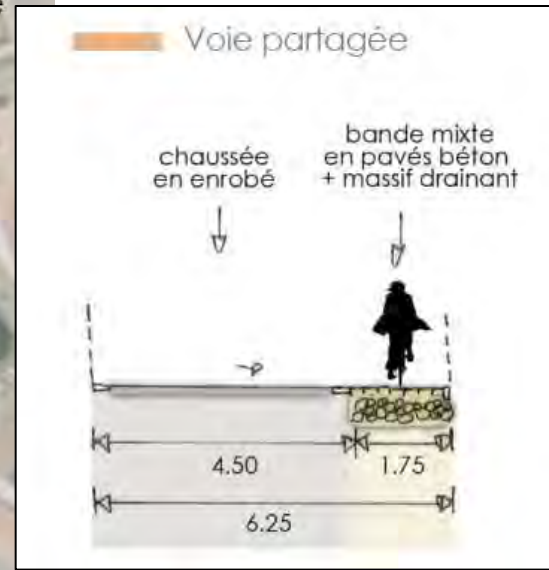 Voie partagée
chaussée
en enrobé
bande mixte
en pavés béton
+ massif drainant
4.50
1.75
6.25